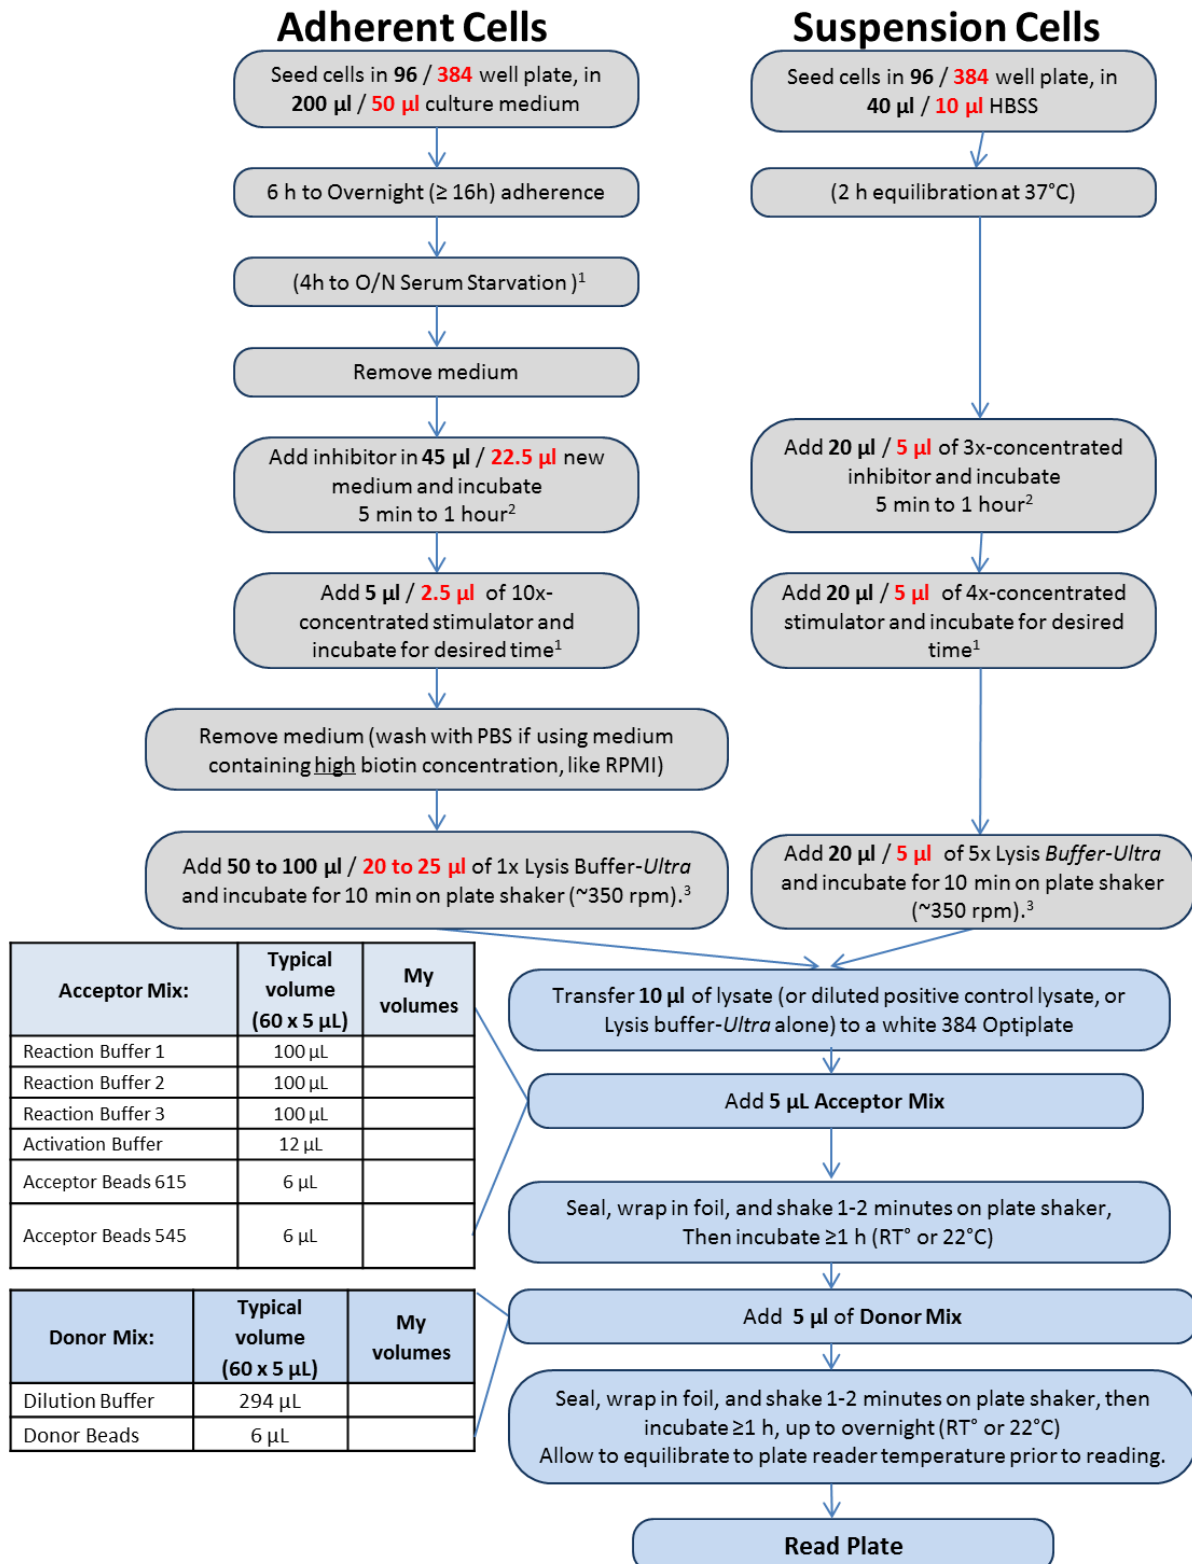 Adherent Cells
Seed cells in 96 / 384 well plate, in
200 µl / 50 µl culture medium
6 h to Overnight (≥ 16h) adherence
(4h to O/N Serum Starvation )1
Remove medium
Add inhibitor in 45 µl / 22.5 µl new
medium and incubate
5 min to 1 hour2
Add 5 µl / 2.5 µl of 10x-
concentrated stimulator and
incubate for desired time1
Remove medium (wash with PBS if using medium
containing high biotin concentration, like RPMI)
Add 50 to 100 µl / 20 to 25 µl of 1x Lysis Buffer-Ultra
and incubate for 10 min on plate shaker (~350 rpm).3
Suspension Cells
Seed cells in 96 / 384 well plate, in
40 µl / 10 µl HBSS
(2 h equilibration at 37°C)
Add 20 µl / 5 µl of 3x-concentrated
inhibitor and incubate
5 min to 1 hour2
Add 20 µl / 5 µl of 4x-concentrated
stimulator and incubate for desired
time1
Add 20 µl / 5 µl of 5x Lysis Buffer-Ultra
and incubate for 10 min on plate shaker
(~350 rpm).3
Acceptor Mix: Typical volume (60 x 5 µL) My volumes
Reaction Buffer 1 100 µL
Reaction Buffer 2 100 µL
Reaction Buffer 3 100 µL
Activation Buffer 12 µL
Acceptor Beads 615 6 µL
Acceptor Beads 545 6 µL
Donor Mix: Typical volume (60 x 5 µL) My volumes
Dilution Buffer 294 µL
Donor Beads 6 µL
Transfer 10 µl of lysate (or diluted positive control lysate, or
Lysis buffer-Ultra alone) to a white 384 Optiplate
Add 5 µL Acceptor Mix
Seal, wrap in foil, and shake 1-2 minutes on plate shaker,
Then incubate ≥1 h (RT° or 22°C)
Add 5 µl of Donor Mix
Seal, wrap in foil, and shake 1-2 minutes on plate shaker, then
incubate ≥1 h, up to overnight (RT° or 22°C)
Allow to equilibrate to plate reader temperature prior to reading.
Read Plate